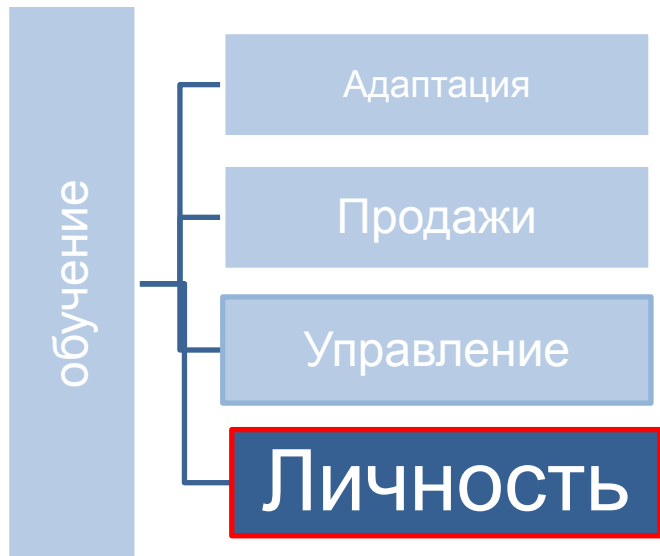 обучение
Адаптация
Продажи
Управление
Личность